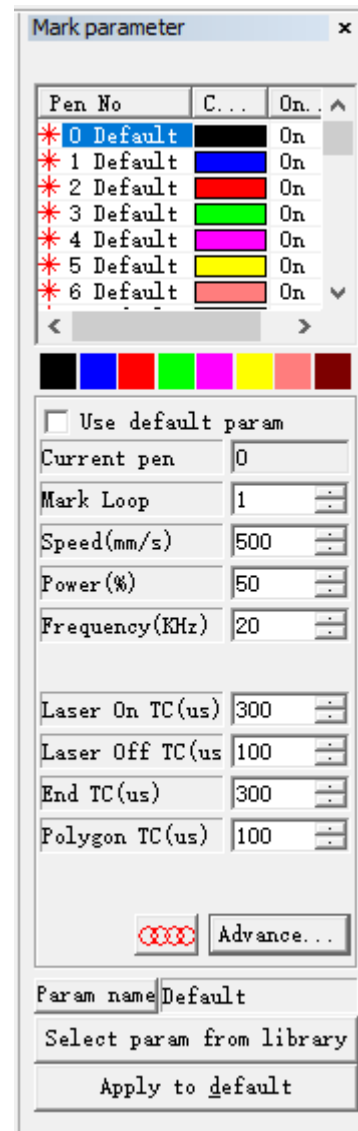 Mark parameter ×
Pen No C... On.
0 Default On
1 Default On
2 Default On
3 Default On
4 Default On
5 Default On
6 Default On
Use default param
Current pen 0
Mark Loop 1
Speed(mm/s) 500
Power(%) 50
Frequency(KHz) 20
Laser On TC(us) 300
Laser Off TC(us 100
End TC(us) 300
Polygon TC(us) 100
Advance...
Param name Default
Select param from library
Apply to default